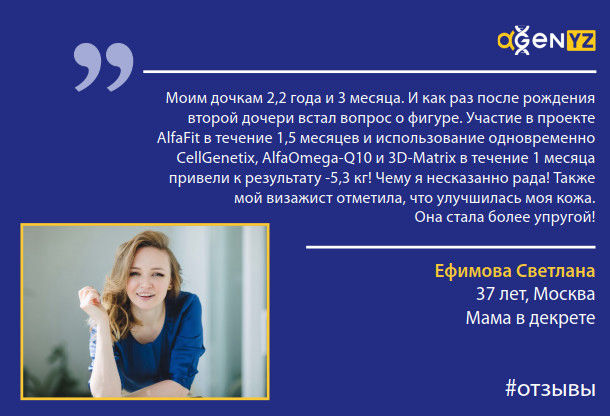 αGenYZ
”
Моим дочкам 2,2 года и 3 месяца. И как раз после рождения
второй дочери встал вопрос о фигуре. Участие в проекте
AlfaFit в течение 1,5 месяцев и использование одновременно
CellGenetix, AlfaOmega-Q10 и 3D-Matrix в течение 1 месяца
привели к результату -5,3 кг! Чему я несказанно рада! Также
мой визажист отметила, что улучшилась моя кожа.
Она стала более упругой!
Ефимова Светлана
37 лет, Москва
Мама в декрете
#отзывы